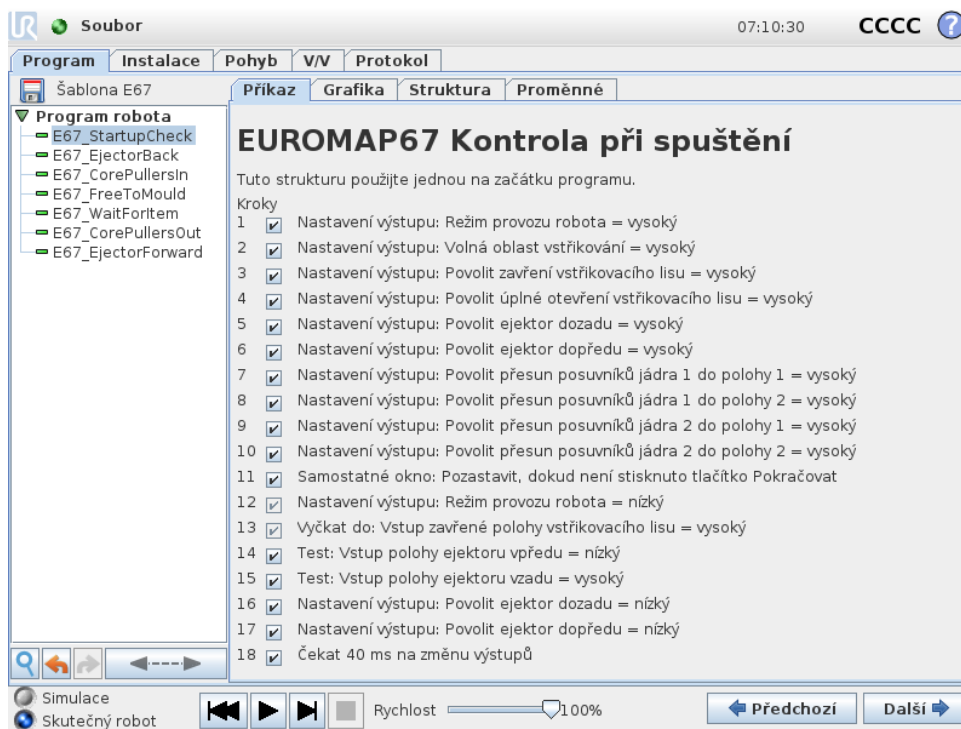 UR Soubor 07:10:30 CCCC ?
Program Instalace Pohyb V/V Protokol
Šablona E67
Příkaz Grafika Struktura Proměnné
Program robota
E67_StartupCheck
E67_EjectorBack
E67_CorePullersIn
E67_FreeToMould
E67_WaitForItem
E67_CorePullersOut
E67_EjectorForward
EUROMAP67 Kontrola při spuštění
Tuto strukturu použijte jednou na začátku programu.
Kroky
1 Nastavení výstupu: Režim provozu robota = vysoký
2 Nastavení výstupu: Volná oblast vstřikování = vysoký
3 Nastavení výstupu: Povolit zavření vstřikovacího lisu = vysoký
4 Nastavení výstupu: Povolit úplné otevření vstřikovacího lisu = vysoký
5 Nastavení výstupu: Povolit ejektor dozadu = vysoký
6 Nastavení výstupu: Povolit ejektor dopředu = vysoký
7 Nastavení výstupu: Povolit přesun posuvníků jádra 1 do polohy 1 = vysoký
8 Nastavení výstupu: Povolit přesun posuvníků jádra 1 do polohy 2 = vysoký
9 Nastavení výstupu: Povolit přesun posuvníků jádra 2 do polohy 1 = vysoký
10 Nastavení výstupu: Povolit přesun posuvníků jádra 2 do polohy 2 = vysoký
11 Samostatné okno: Pozastavit, dokud není stisknuto tlačítko Pokračovat
12 Nastavení výstupu: Režim provozu robota = nízký
13 Vyčkat do: Vstup zavřené polohy vstřikovacího lisu = vysoký
14 Test: Vstup polohy ejektoru vpředu = nízký
15 Test: Vstup polohy ejektoru vzadu = vysoký
16 Nastavení výstupu: Povolit ejektor dozadu = nízký
17 Nastavení výstupu: Povolit ejektor dopředu = nízký
18 Čekat 40 ms na změnu výstupů
Simulace
Skutečný robot
Rychlost 100%
Předchozí Další